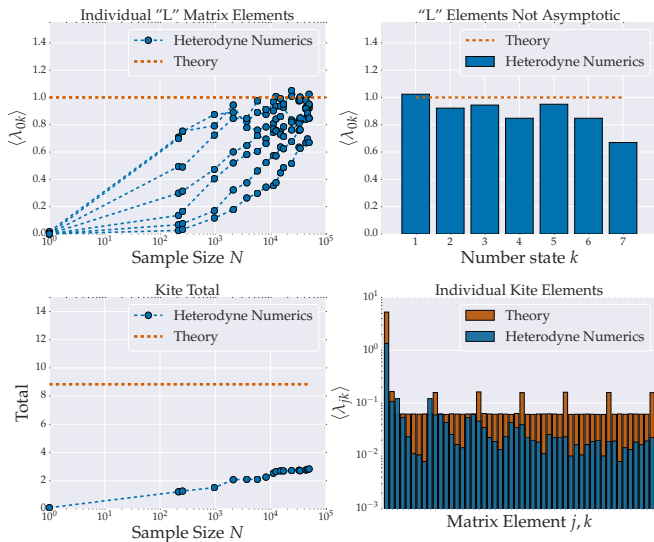 Individual "L" Matrix Elements
Heterodyne Numerics
Theory
⟨λ0k⟩
1.4
1.2
1.0
0.8
0.6
0.4
0.2
0.0
10^0 10^1 10^2 10^3 10^4 10^5
Sample Size N
"L" Elements Not Asymptotic
Theory
Heterodyne Numerics
⟨λ0k⟩
1.4
1.2
1.0
0.8
0.6
0.4
0.2
0.0
1 2 3 4 5 6 7
Number state k
Kite Total
Heterodyne Numerics
Theory
Total
14
12
10
8
6
4
2
0
10^0 10^1 10^2 10^3 10^4 10^5
Sample Size N
Individual Kite Elements
Theory
Heterodyne Numerics
⟨λjk⟩
10^1
10^0
10^−1
10^−2
10^−3
Matrix Element j, k